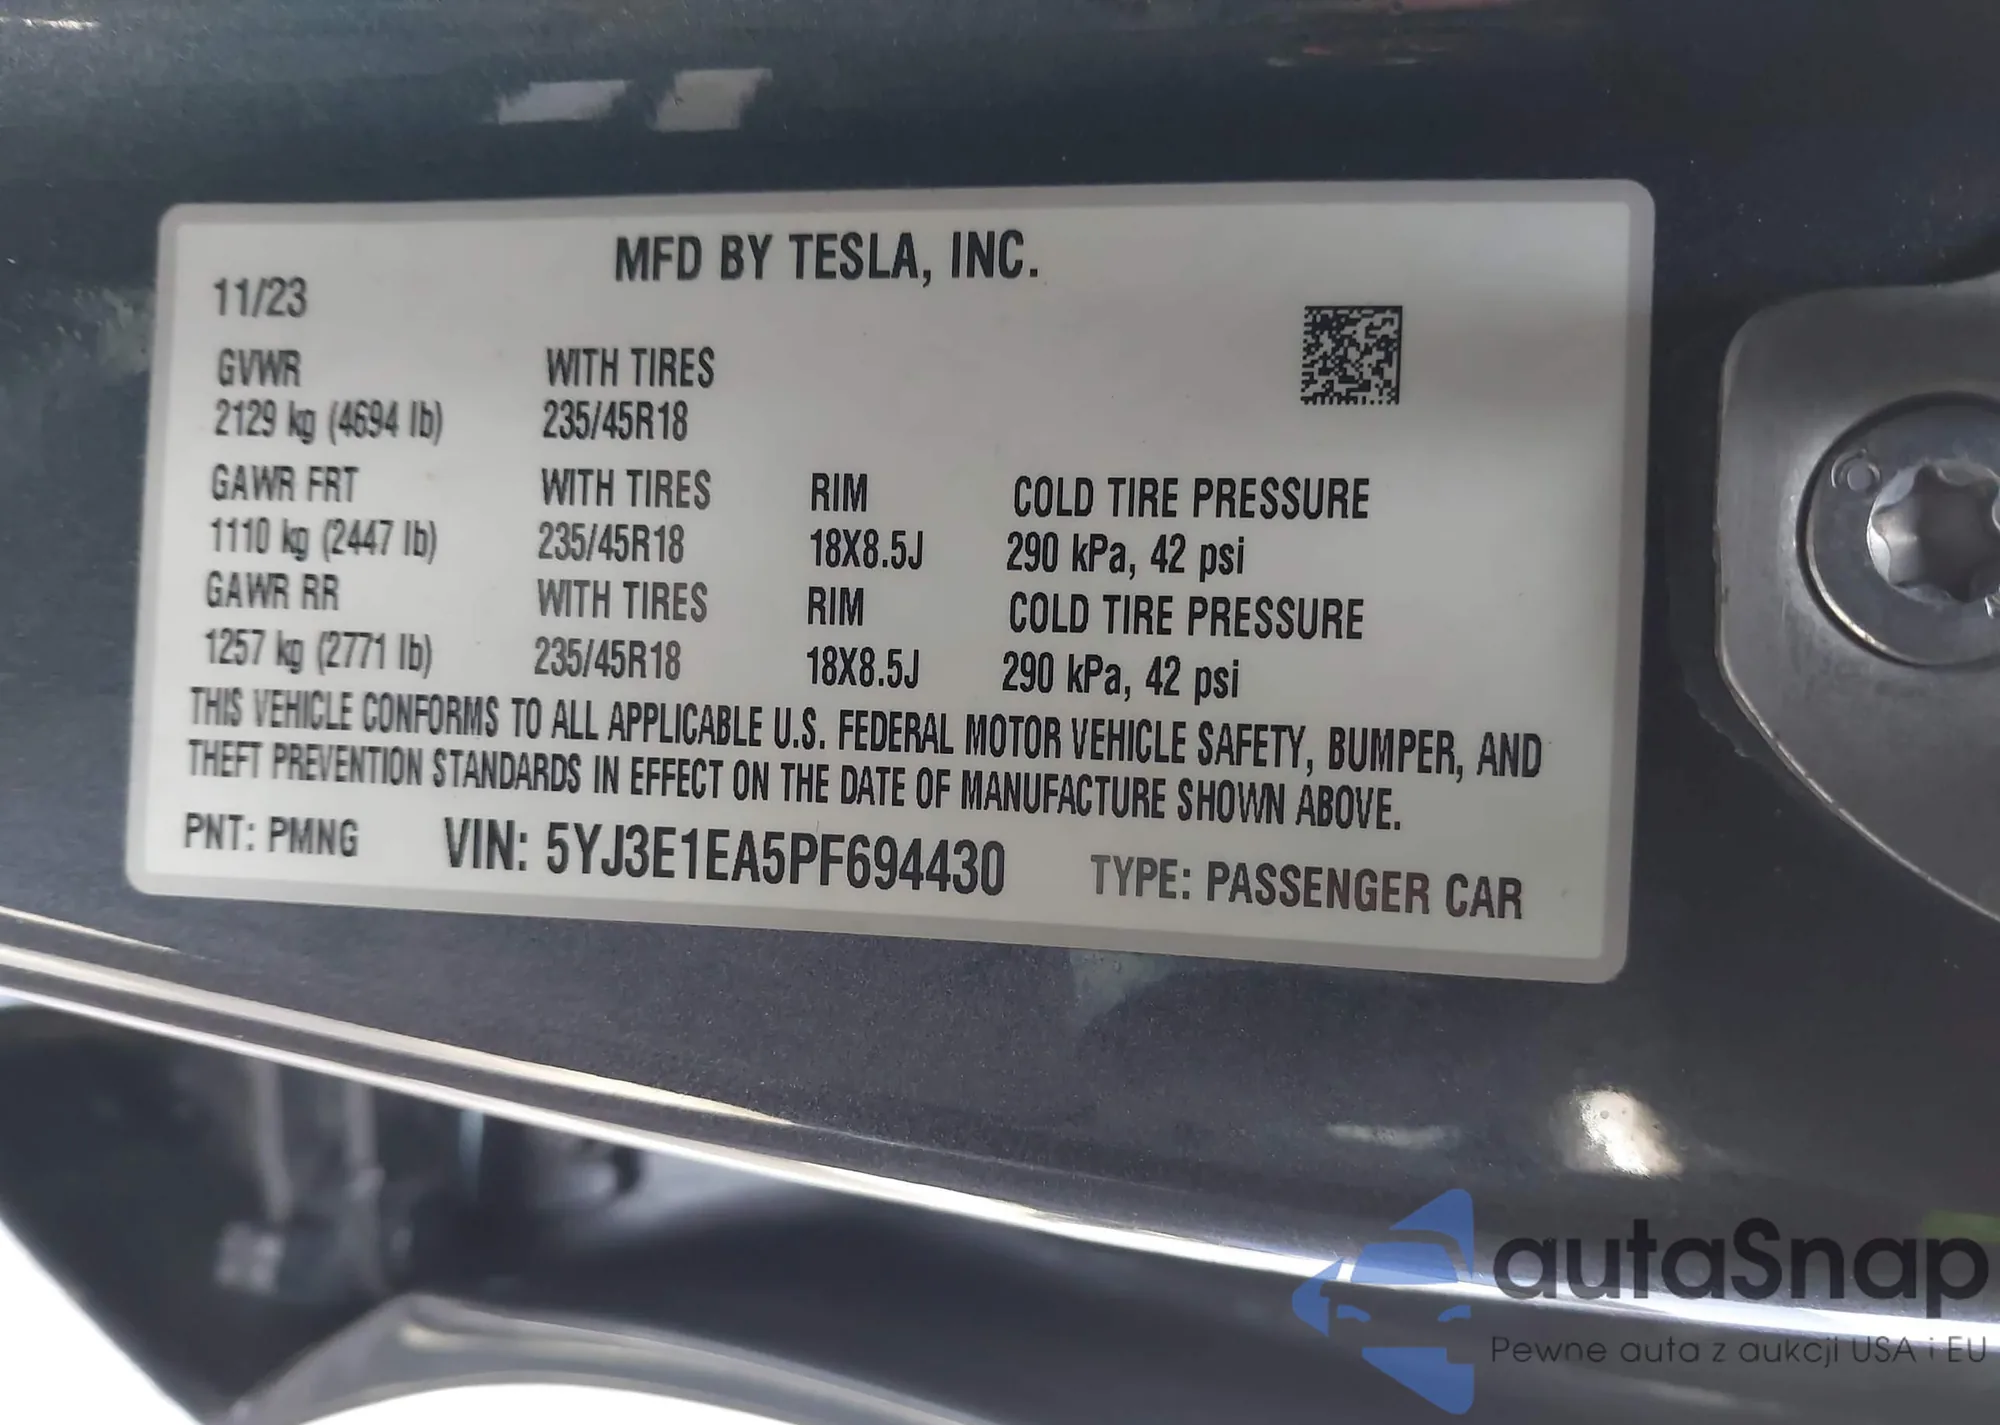 MFD BY TESLA, INC.
11/23
GVWR WITH TIRES
2129 kg (4694 lb) 235/45R18
GAWR FRT WITH TIRES RIM COLD TIRE PRESSURE
1110 kg (2447 lb) 235/45R18 18X8.5J 290 kPa, 42 psi
GAWR RR WITH TIRES RIM COLD TIRE PRESSURE
1257 kg (2771 lb) 235/45R18 18X8.5J 290 kPa, 42 psi
THIS VEHICLE CONFORMS TO ALL APPLICABLE U.S. FEDERAL MOTOR VEHICLE SAFETY, BUMPER, AND
THEFT PREVENTION STANDARDS IN EFFECT ON THE DATE OF MANUFACTURE SHOWN ABOVE.
PNT: PMNG VIN: 5YJ3E1EA5PF694430 TYPE: PASSENGER CAR
autaSnap
Pewne auta z aukcji USA i EU